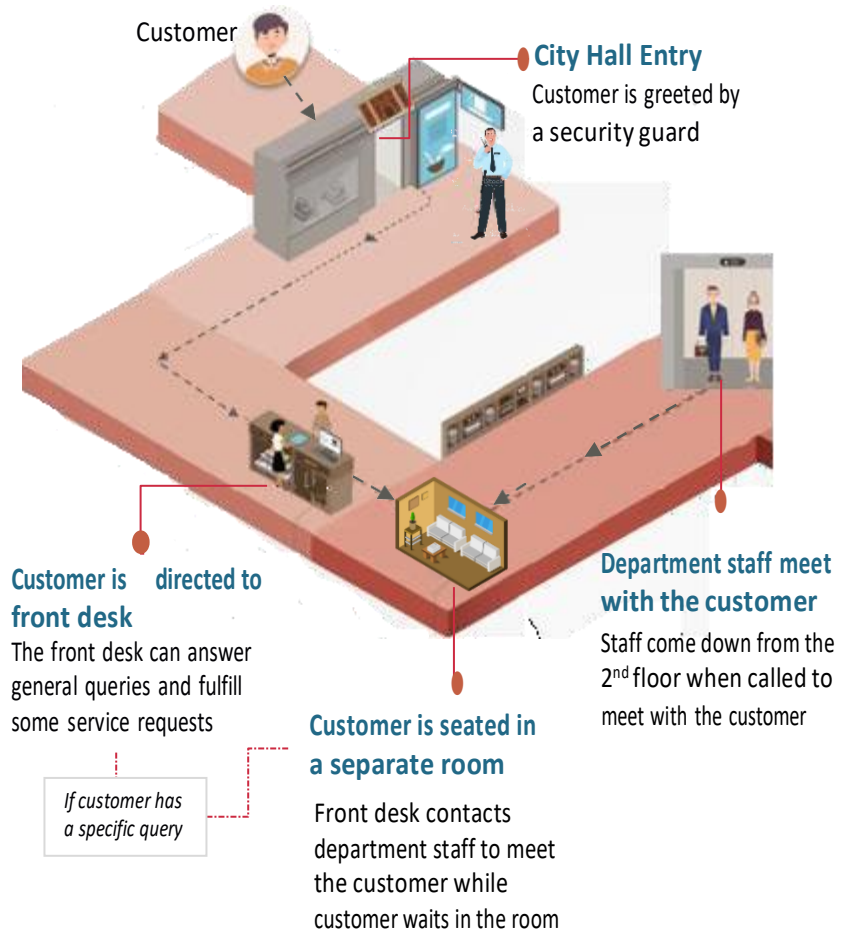 Customer
City Hall Entry
Customer is greeted by
a security guard
Customer is directed to
front desk
The front desk can answer
general queries and fulfill
some service requests
If customer has
a specific query
Customer is seated in
a separate room
Front desk contacts
department staff to meet
the customer while
customer waits in the room
Department staff meet
with the customer
Staff come down from the
2nd floor when called to
meet with the customer